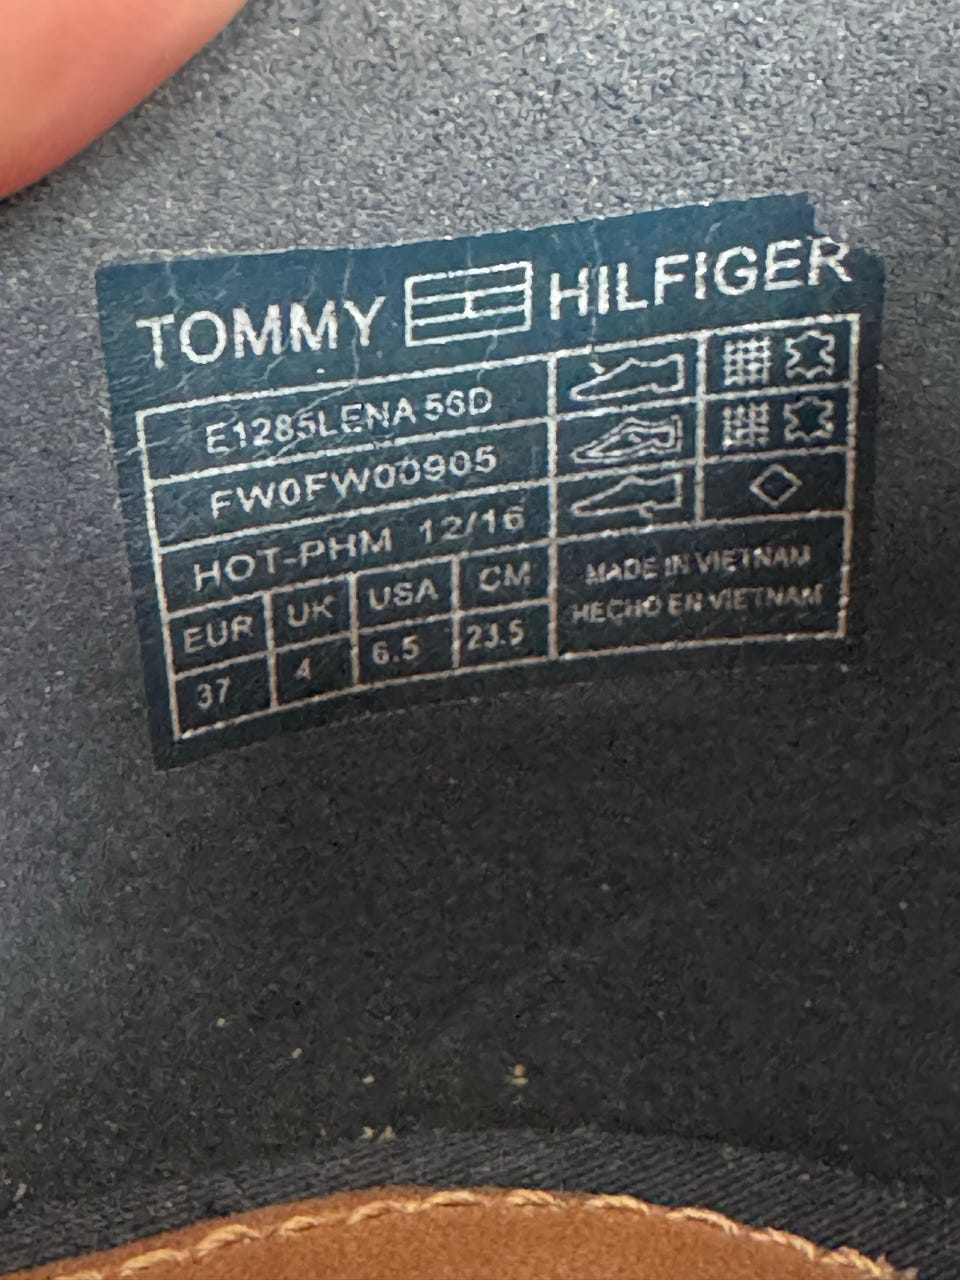 TOMMY HILFIGER
E1285LENA 56D
FW0FW00905
HOT-PHM 12/16
EUR UK USA CM
37 4 6.5 23.5
MADE IN VIETNAM
HECHO EN VIETNAM